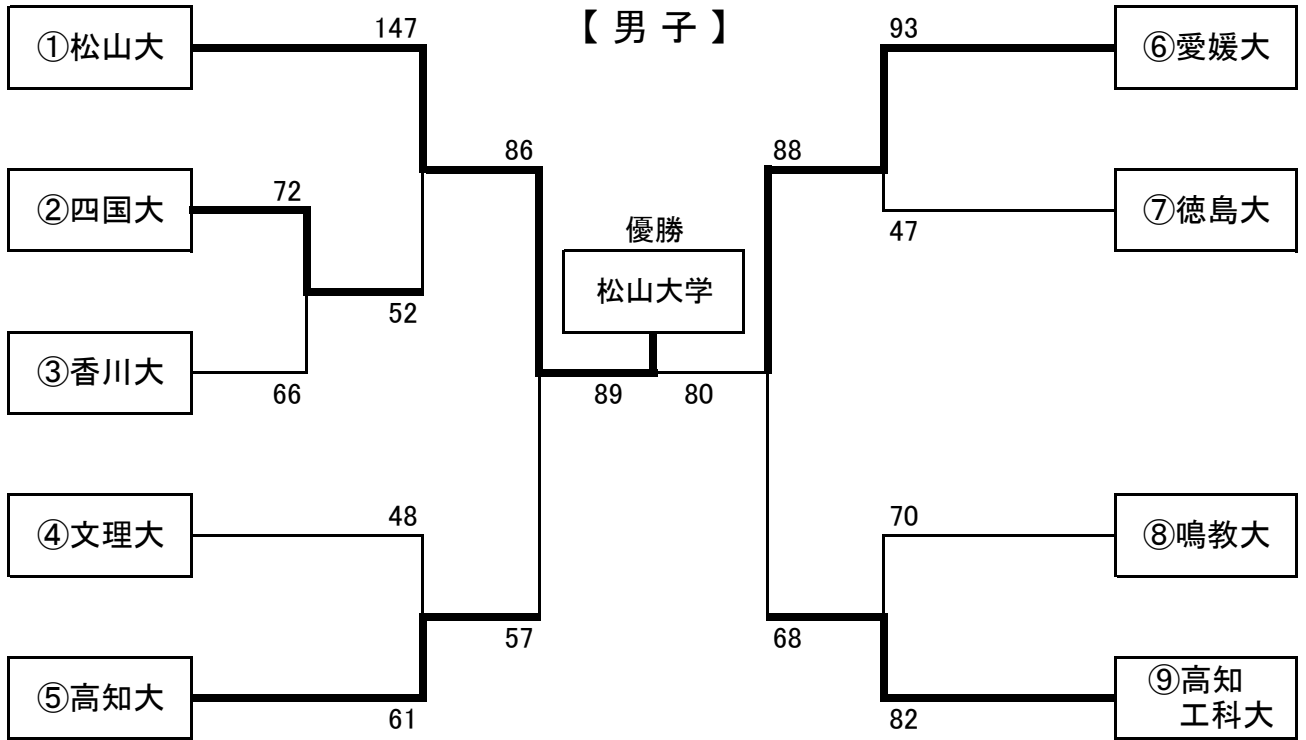 【男子】
147
93
①松山大
⑥愛媛大
86
88
72
②四国大
⑦徳島大
優勝
47
松山大学
52
③香川大
66
89
80
48
70
④文理大
⑧鳴教大
57
68
⑤高知大
⑨高知
工科大
61
82